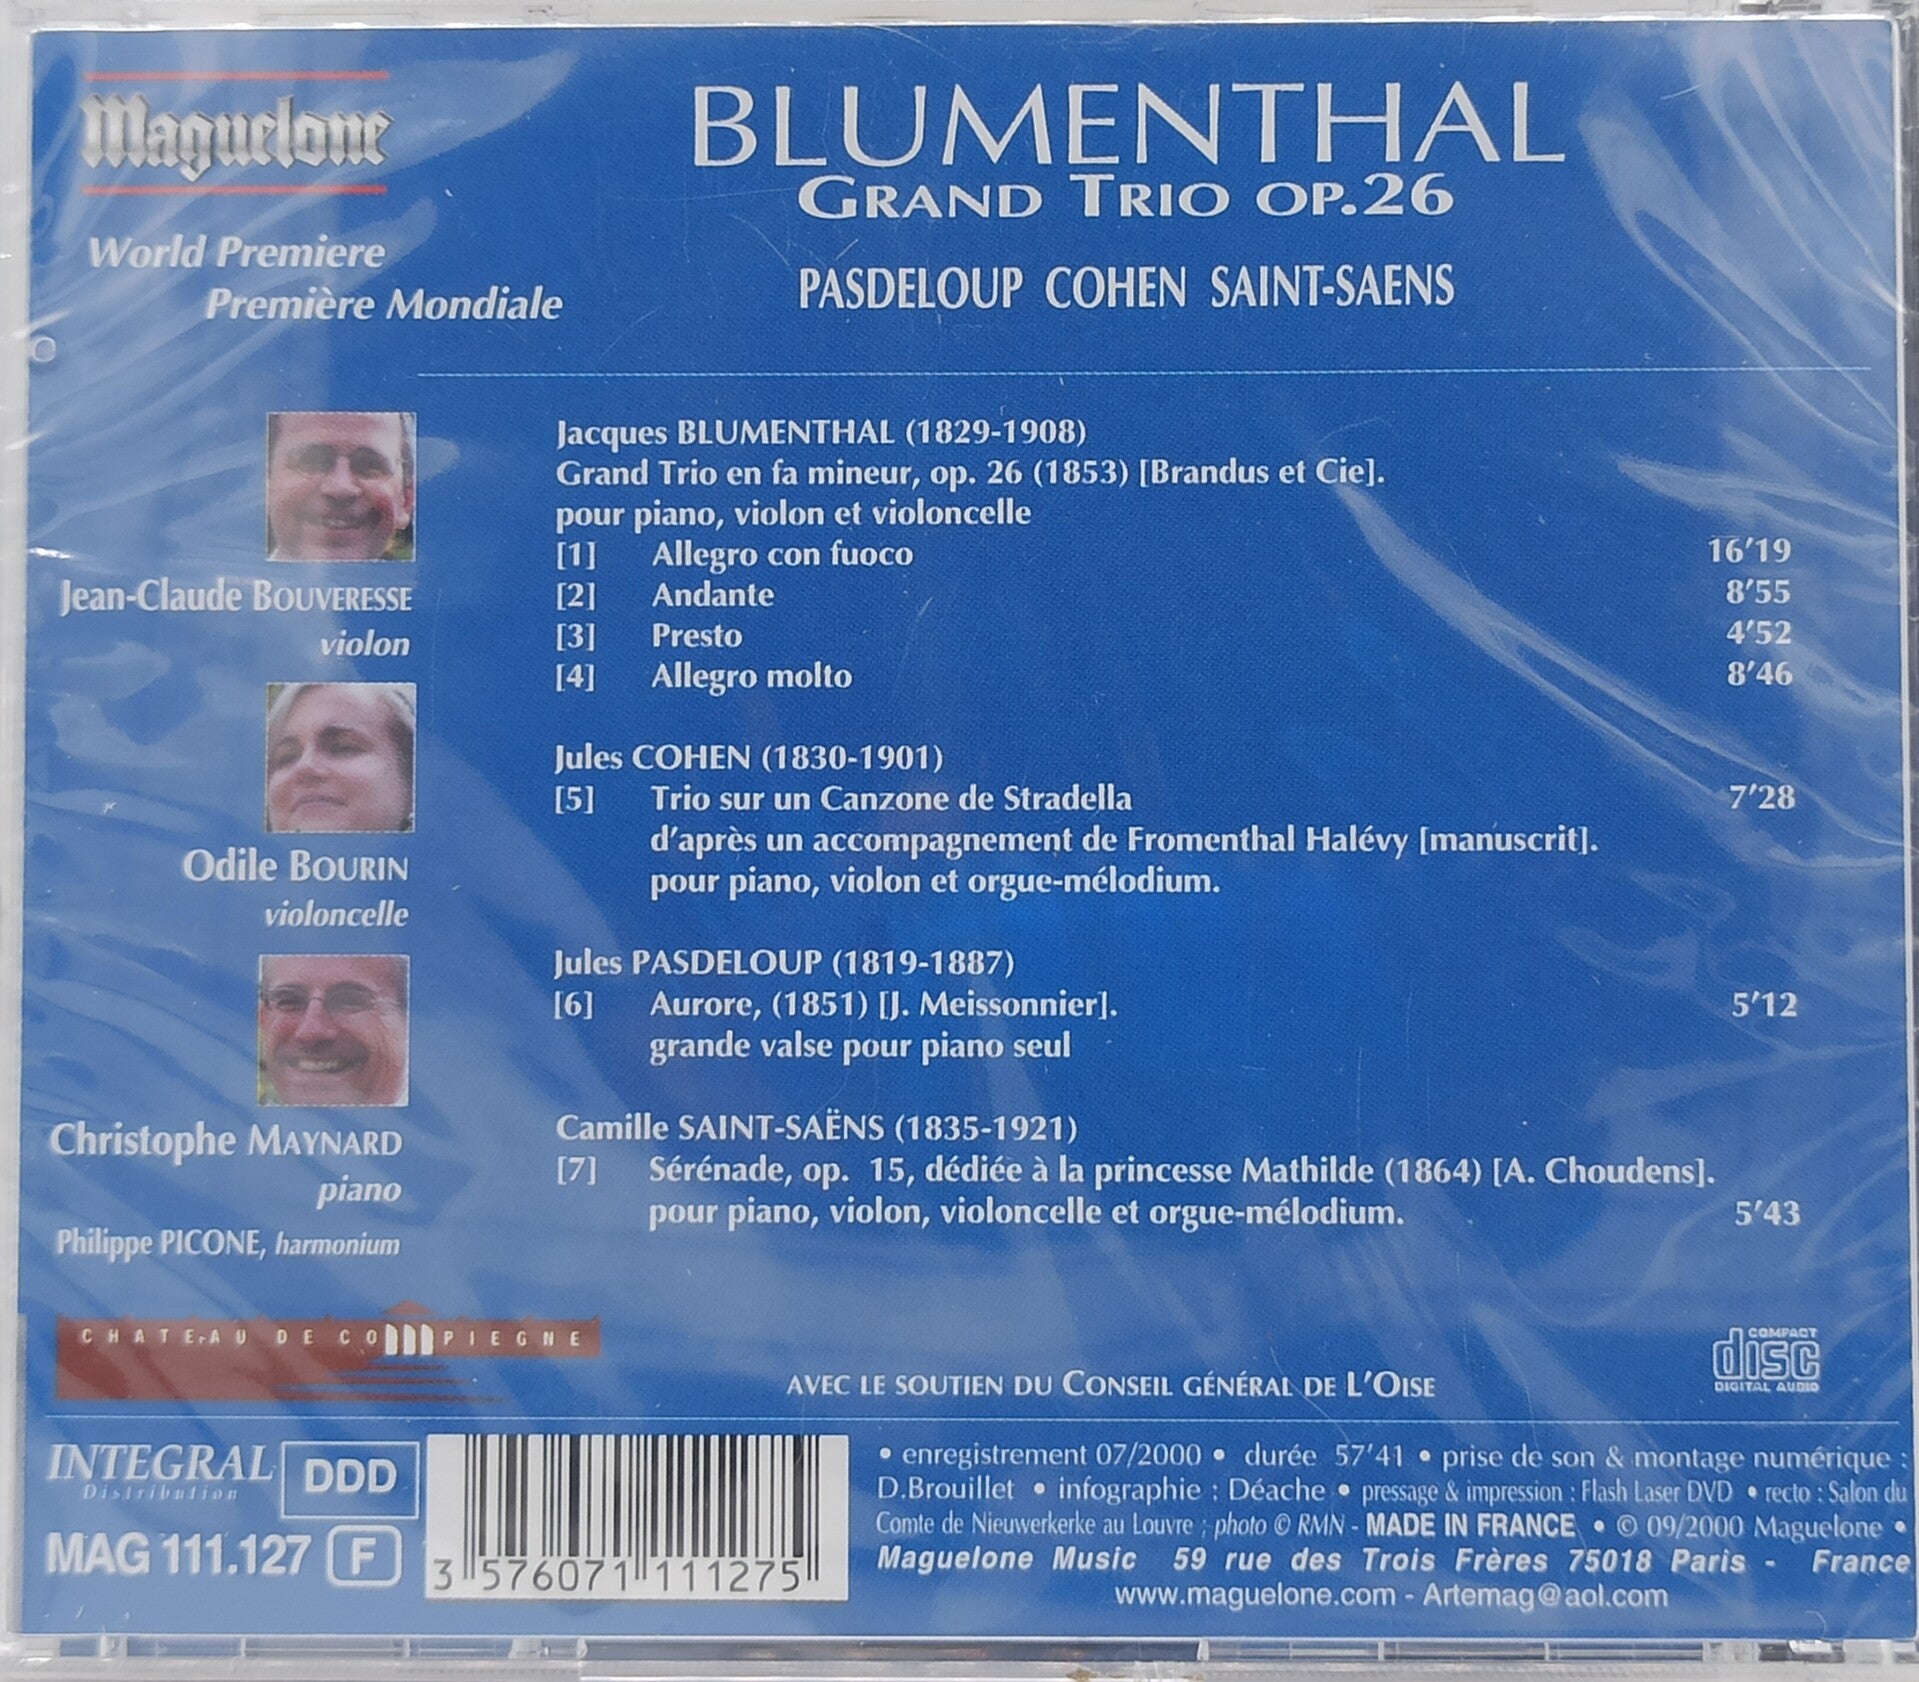 Maguelone
World Premiere
Première Mondiale
BLUMENTHAL
GRAND TRIO OP.26
PASDELOUP COHEN SAINT-SAENS
Jean-Claude BOUVERESSE
violon
Odile BOURIN
violoncelle
Christophe MAYNARD
piano
Philippe PICONE, harmonium
Jacques BLUMENTHAL (1829-1908)
Grand Trio en fa mineur, op. 26 (1853) [Brandus et Cie].
pour piano, violon et violoncelle
[1] Allegro con fuoco 16'19
[2] Andante 8'55
[3] Presto 4'52
[4] Allegro molto 8'46
Jules COHEN (1830-1901)
[5] Trio sur un Canzone de Stradella 7'28
d'après un accompagnement de Fromenthal Halévy [manuscrit].
pour piano, violon et orgue-mélodium.
Jules PASDELOUP (1819-1887)
[6] Aurore, (1851) [J. Meissonnier]. 5'12
grande valse pour piano seul
Camille SAINT-SAËNS (1835-1921)
[7] Sérénade, op. 15, dédiée à la princesse Mathilde (1864) [A. Choudens].
pour piano, violon, violoncelle et orgue-mélodium. 5'43
CHATEAU DE COMPIEGNE
AVEC LE SOUTIEN DU CONSEIL GÉNÉRAL DE L'OISE
COMPACT
disc
DIGITAL AUDIO
INTEGRAL
Distribution
DDD
MAG 111.127 F
3 576071 111275
• enregistrement 07/2000 • durée 57'41 • prise de son & montage numérique :
D.Brouillet • infographie : Déache • pressage & impression : Flash Laser DVD • recto : Salon du
Comte de Nieuwerkerke au Louvre ; photo © RMN - MADE IN FRANCE • © 09/2000 Maguelone •
Maguelone Music 59 rue des Trois Frères 75018 Paris - France
www.maguelone.com - Artemag@aol.com